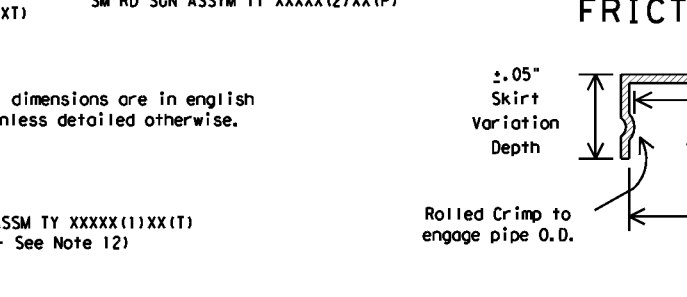 XT)
SM RD SGN ASSYM TY XXXXX(2)XX(P)
FRICT
dimensions are in english
nless detailed otherwise.
±.05"
Skirt
Variation
Depth
SSM TY XXXXX(1)XX(T)
- See Note 12)
Rolled Crimp to
engage pipe O.D.